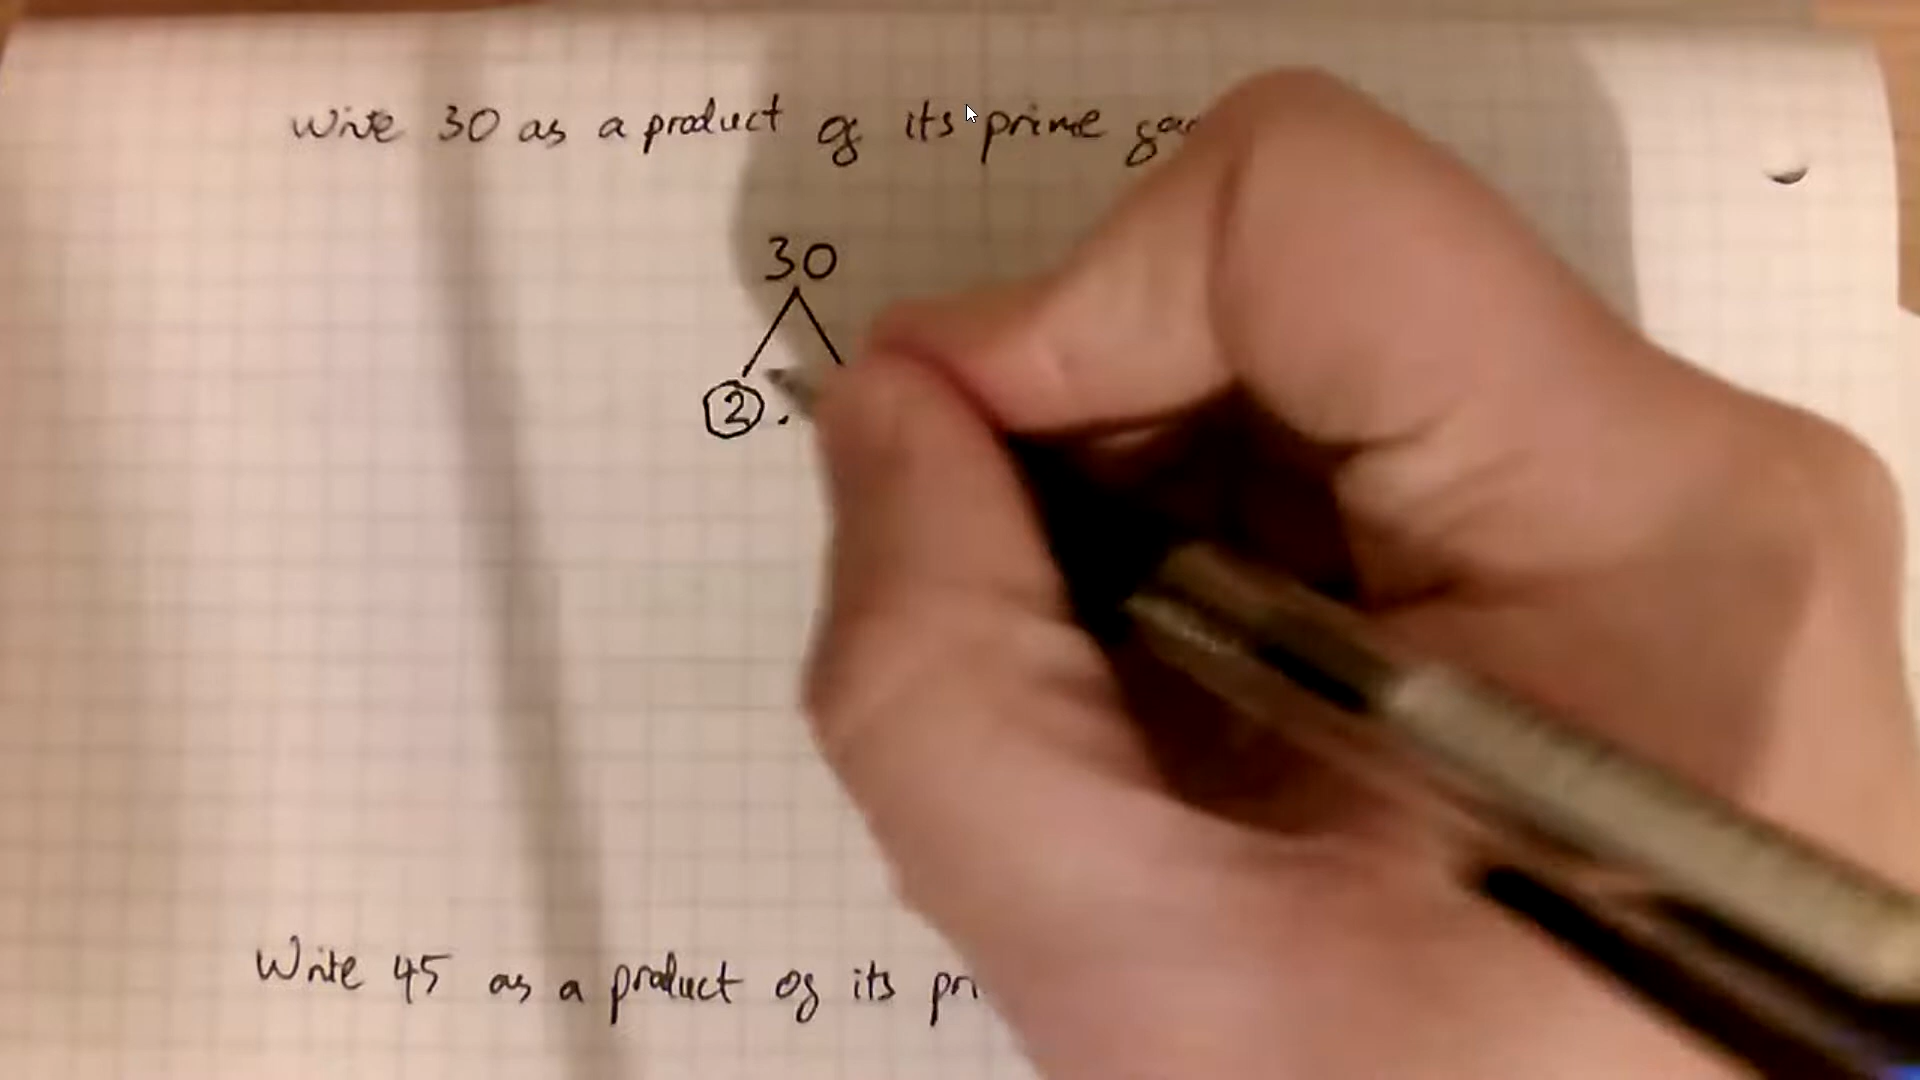 Write 30 as a product of its prime
30
2 .
Write 45 as a product of its